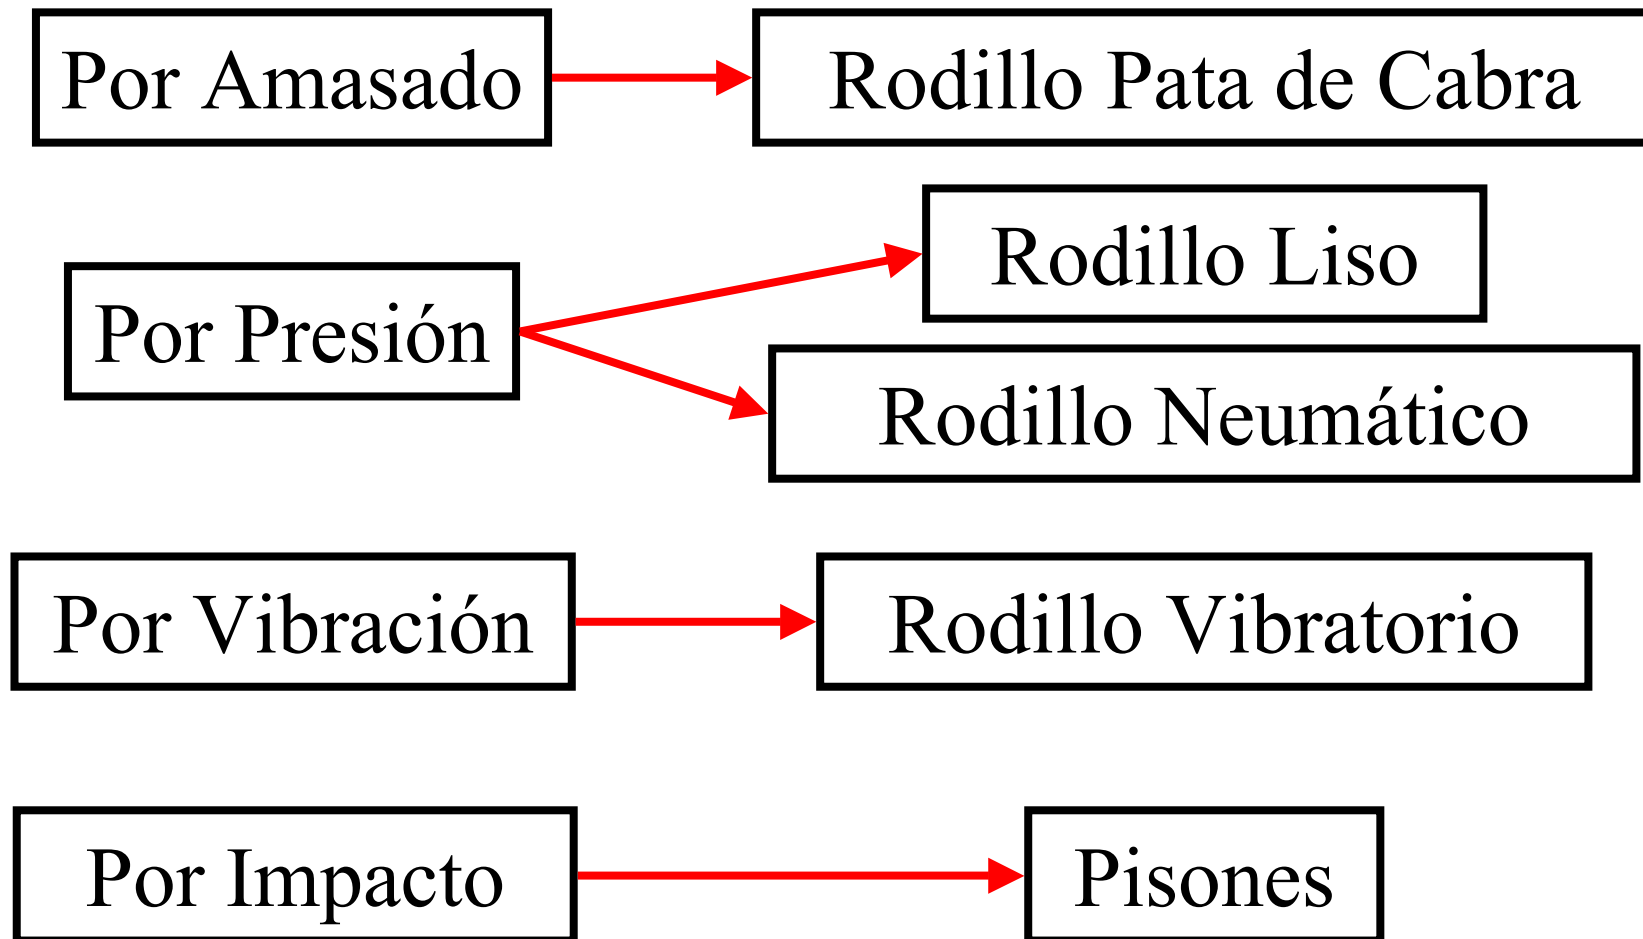 Por Amasado
Rodillo Pata de Cabra
Por Presión
Rodillo Liso
Rodillo Neumático
Por Vibración
Rodillo Vibratorio
Por Impacto
Pisones